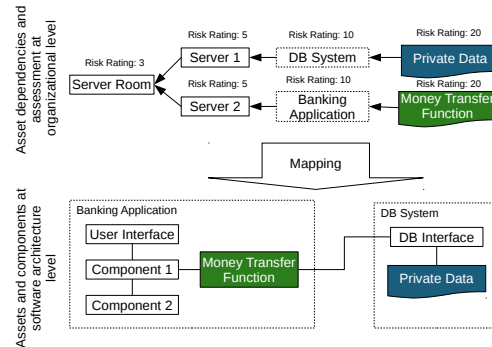 Asset dependencies and
assessment at
organizational level
Risk Rating: 3
Server Room
Risk Rating: 5
Server 1
Risk Rating: 10
DB System
Risk Rating: 20
Private Data
Risk Rating: 5
Server 2
Risk Rating: 10
Banking
Application
Risk Rating: 20
Money Transfer
Function
Mapping
Assets and components at
software architecture
level
Banking Application
User Interface
Component 1
Component 2
Money Transfer
Function
DB System
DB Interface
Private Data